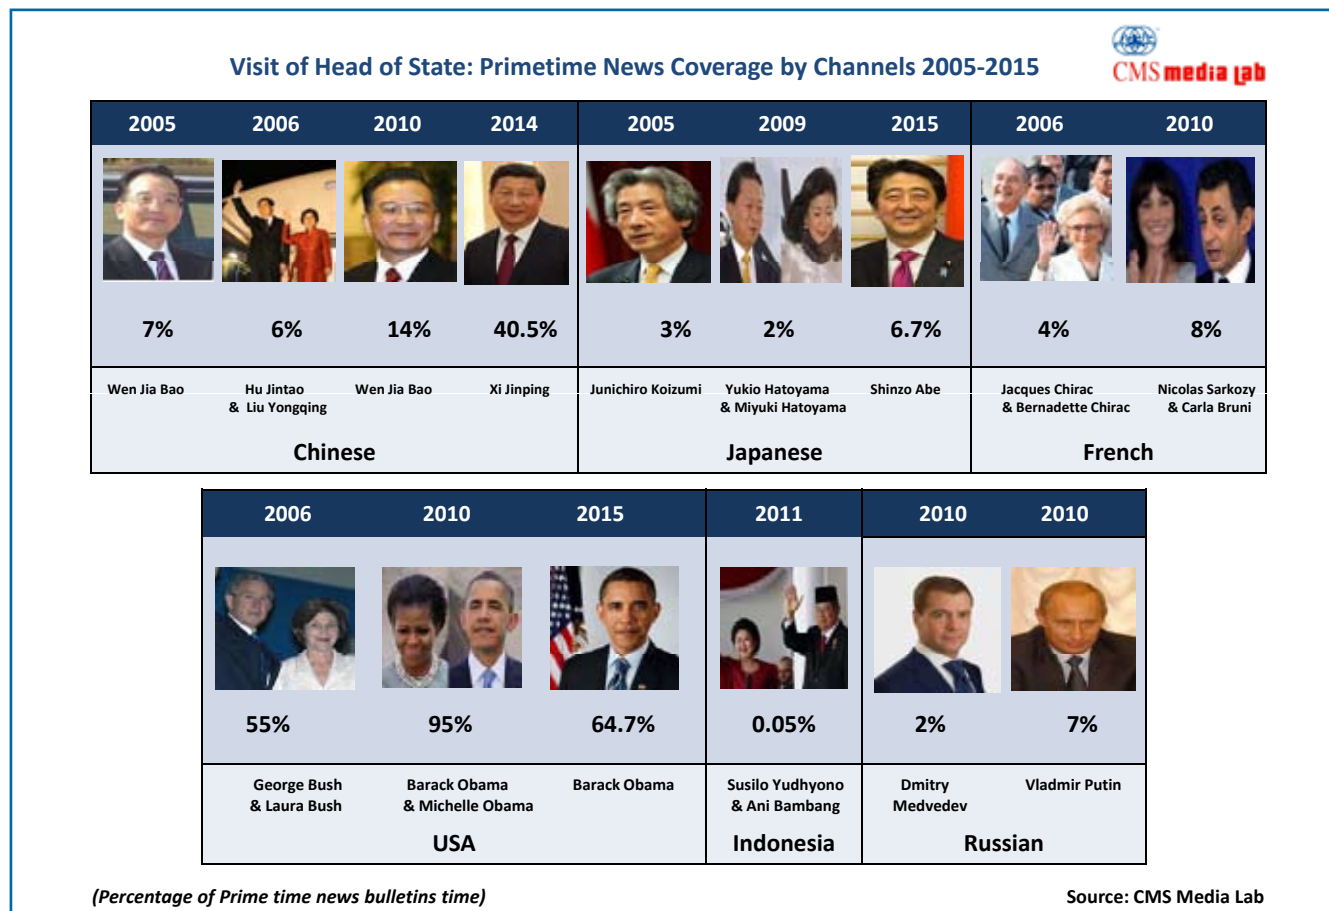 Visit of Head of State: Primetime News Coverage by Channels 2005-2015
CMS media Lab
2005 2006 2010 2014 2005 2009 2015 2006 2010
7% 6% 14% 40.5% 3% 2% 6.7% 4% 8%
Wen Jia Bao Hu Jintao Wen Jia Bao Xi Jinping Junichiro Koizumi Yukio Hatoyama Shinzo Abe Jacques Chirac Nicolas Sarkozy
& Liu Yongqing & Miyuki Hatoyama & Bernadette Chirac & Carla Bruni
Chinese Japanese French
2006 2010 2015 2011 2010 2010
55% 95% 64.7% 0.05% 2% 7%
George Bush Barack Obama Barack Obama Susilo Yudhyono Dmitry Vladmir Putin
& Laura Bush & Michelle Obama & Ani Bambang Medvedev
USA Indonesia Russian
(Percentage of Prime time news bulletins time) Source: CMS Media Lab